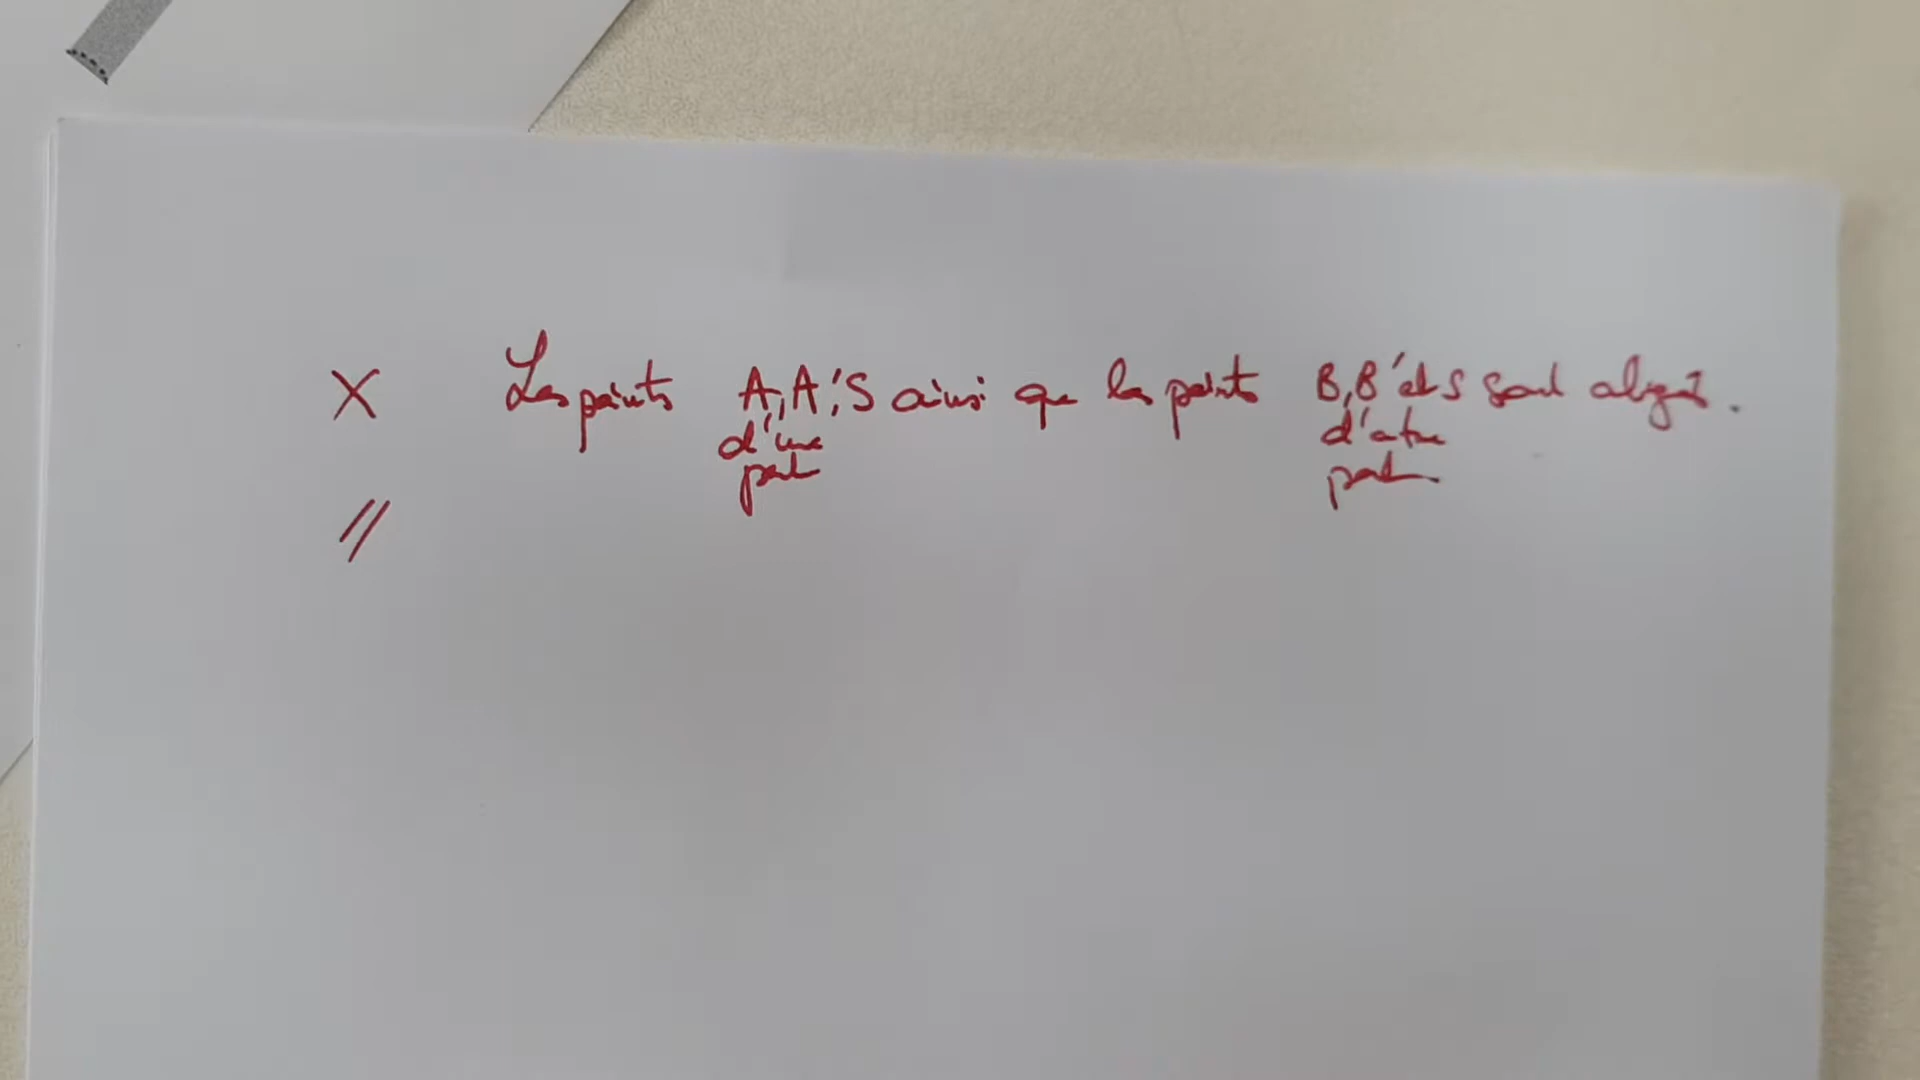 X Les points A, A', S ainsi que les points B, B' et S sont alignés.
d'une d'autre
part part
//